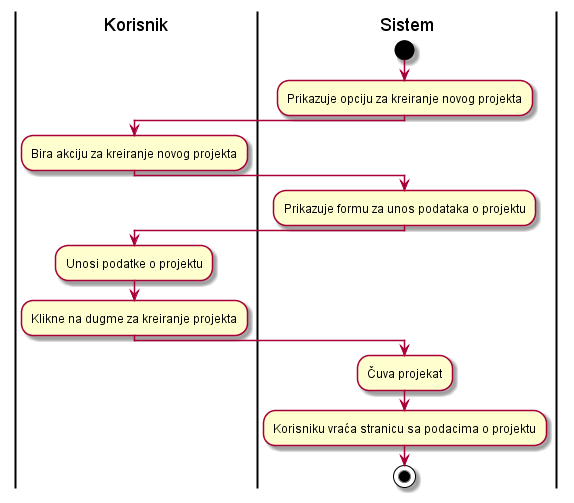 Korisnik
Sistem
Prikazuje opciju za kreiranje novog projekta
Bira akciju za kreiranje novog projekta
Prikazuje formu za unos podataka o projektu
Unosi podatke o projektu
Klikne na dugme za kreiranje projekta
Čuva projekat
Korisniku vraća stranicu sa podacima o projektu